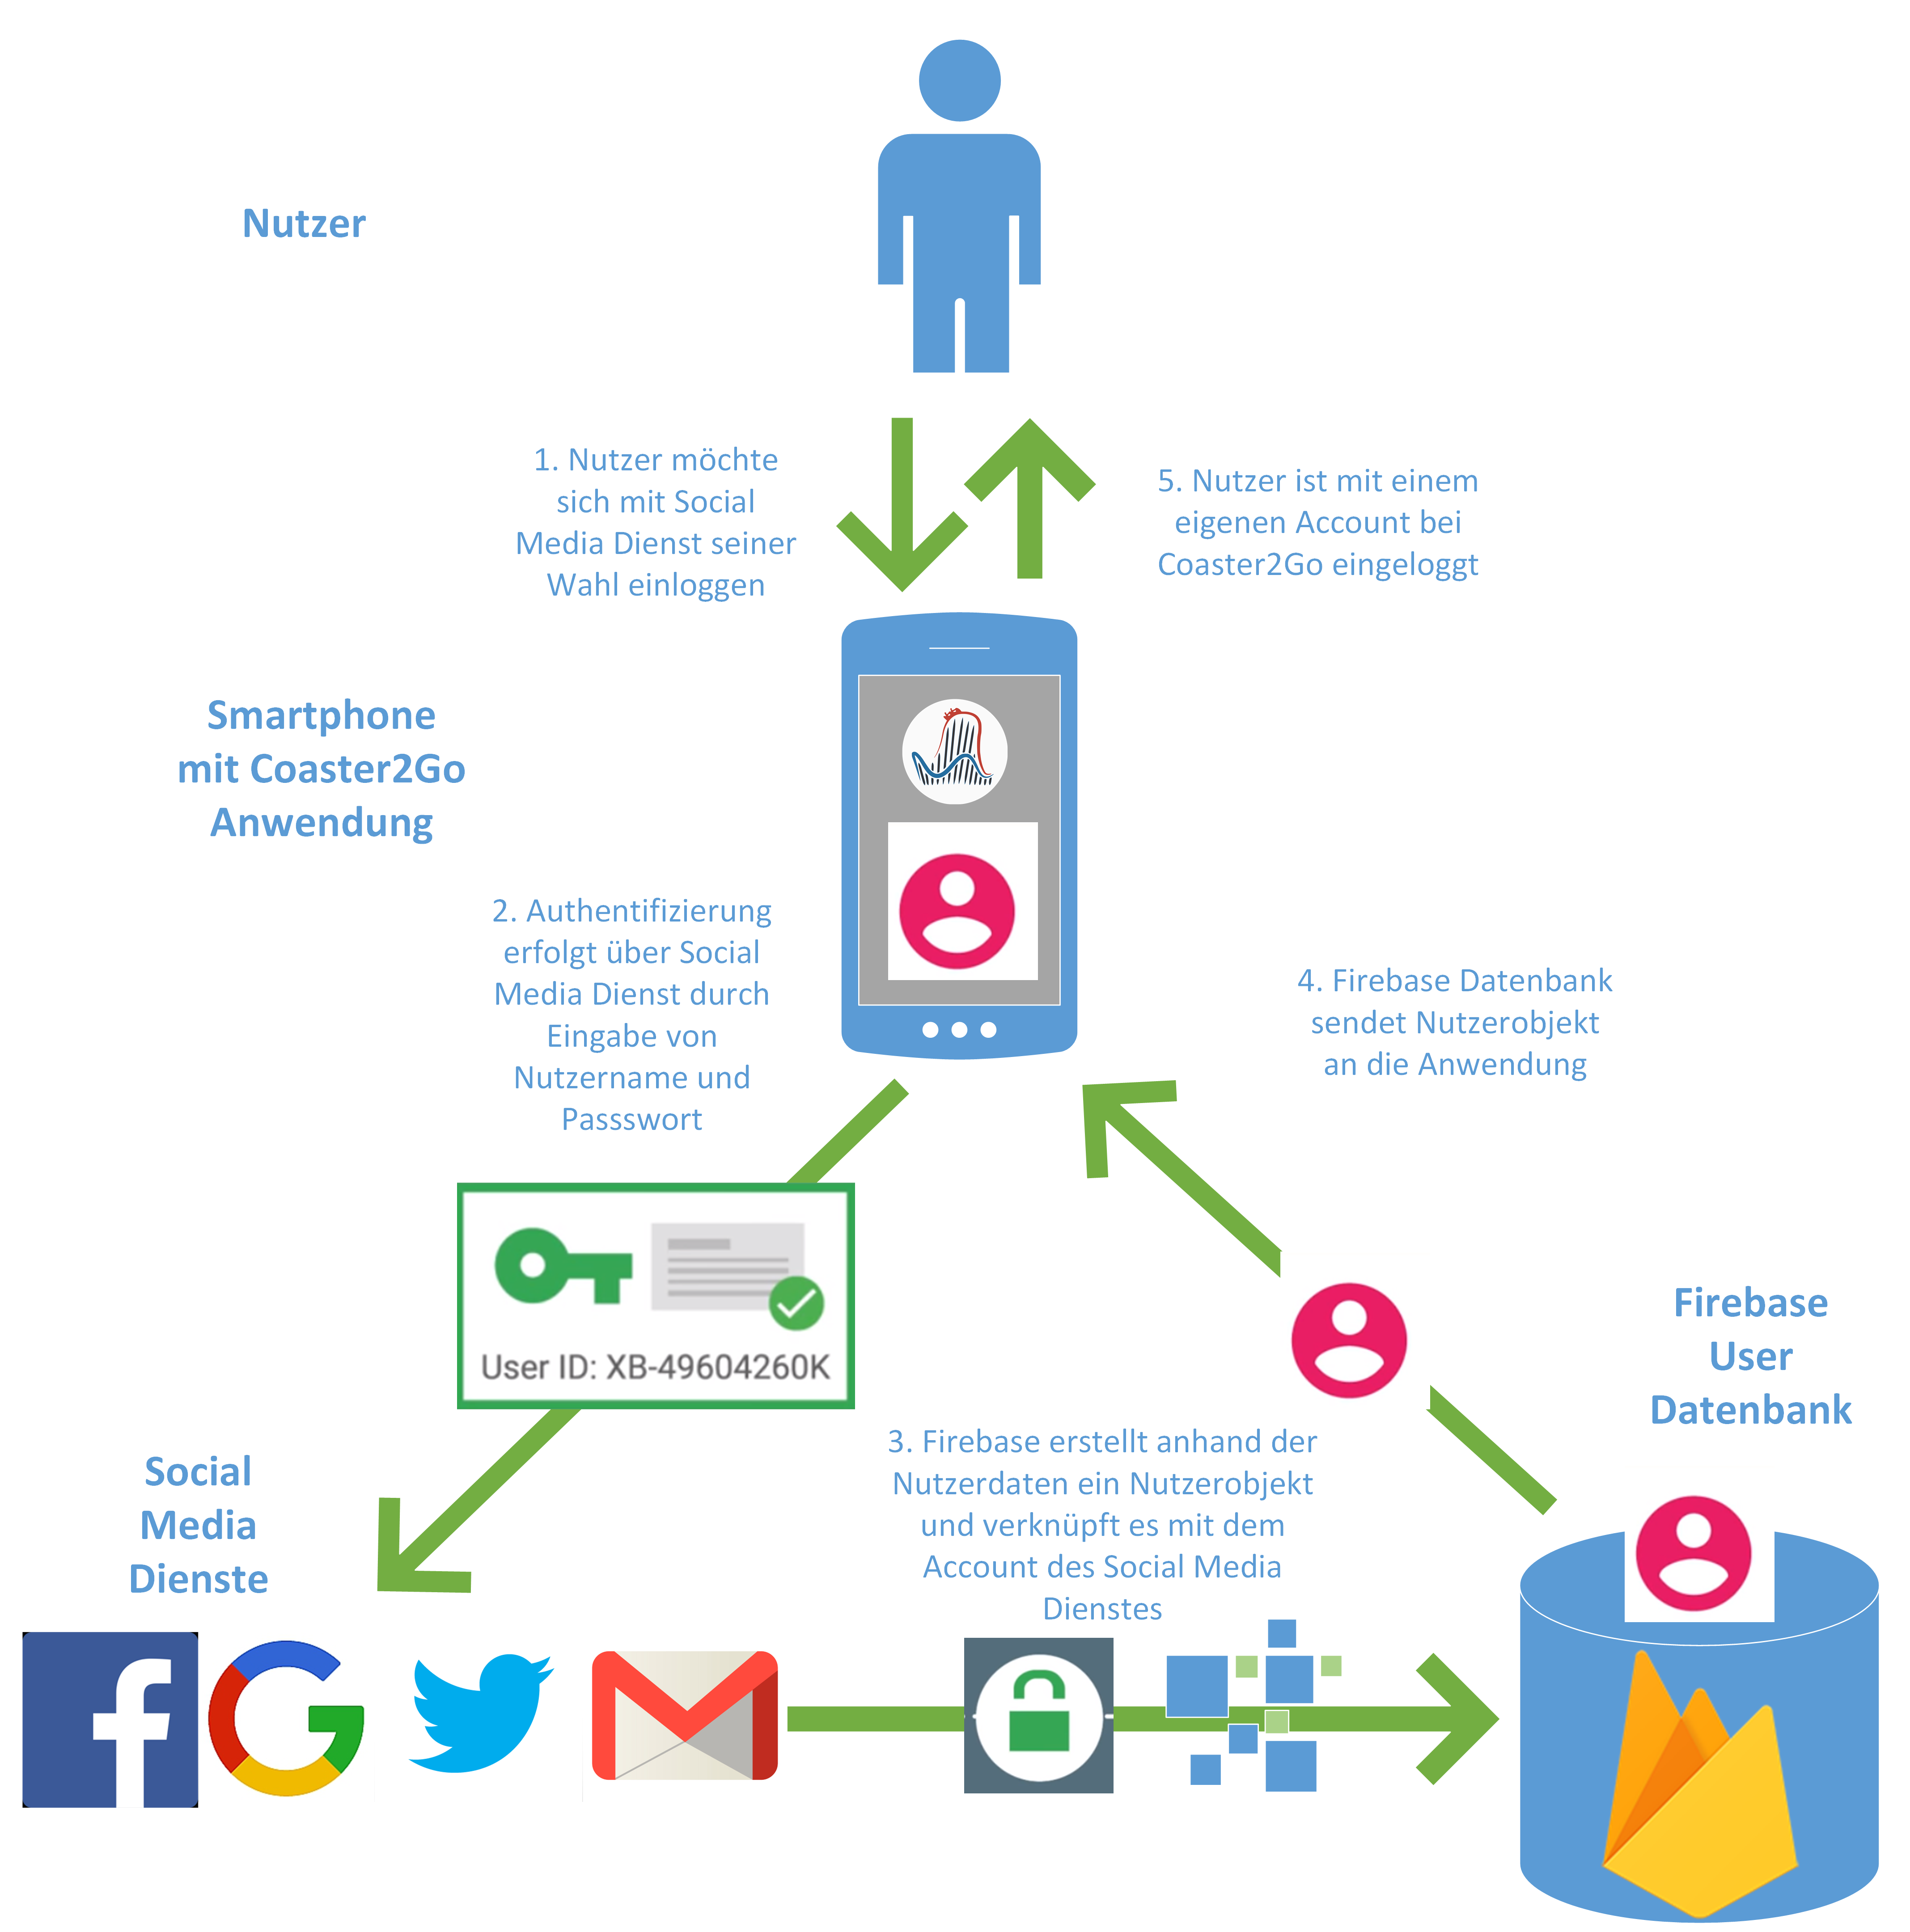 Nutzer
1. Nutzer möchte
sich mit Social
Media Dienst seiner
Wahl einloggen
5. Nutzer ist mit einem
eigenen Account bei
Coaster2Go eingeloggt
Smartphone
mit Coaster2Go
Anwendung
2. Authentifizierung
erfolgt über Social
Media Dienst durch
Eingabe von
Nutzername und
Passswort
4. Firebase Datenbank
sendet Nutzerobjekt
an die Anwendung
User ID: XB-49604260K
Firebase
User
Datenbank
3. Firebase erstellt anhand der
Nutzerdaten ein Nutzerobjekt
und verknüpft es mit dem
Account des Social Media
Dienstes
Social
Media
Dienste